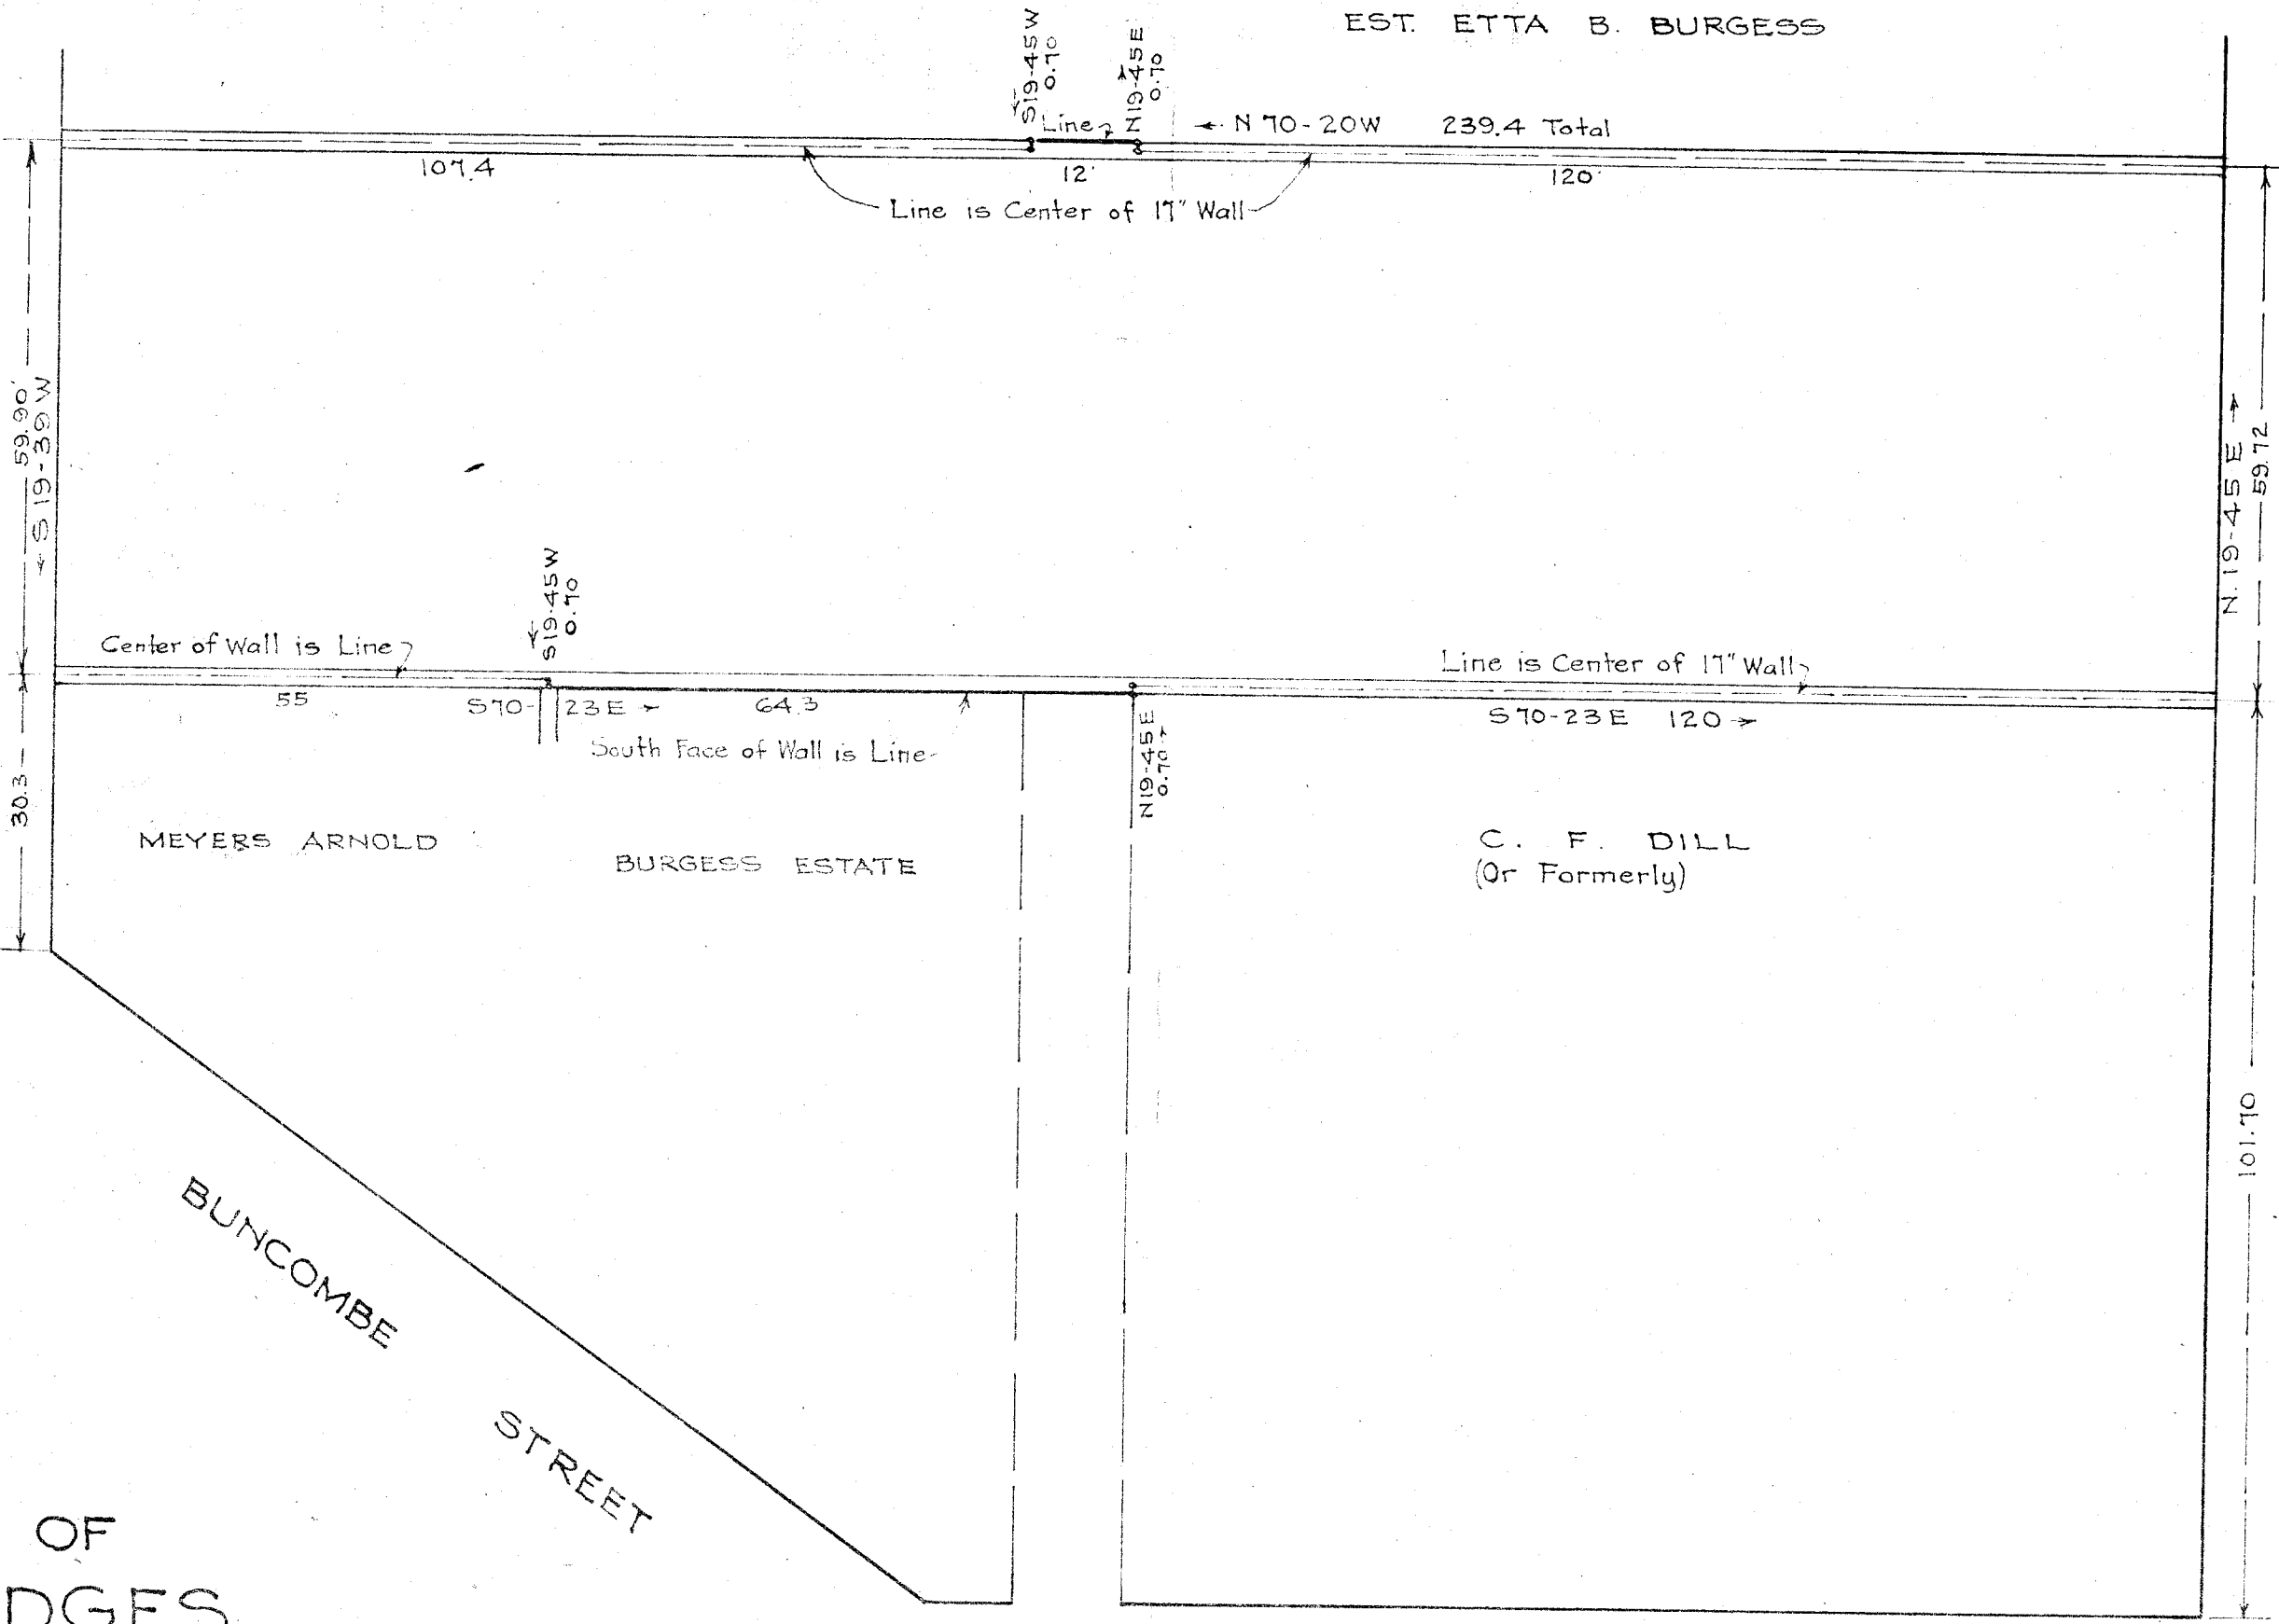 EST. ETTA B. BURGESS
S19-45W
0.70
N19-45E
0.70
Line
← N 70-20W 239.4 Total
107.4
12'
120'
Line is Center of 17" Wall
59.90'
← S 19-39 W
N. 19-45 E →
59.72
S19-45W
0.70
Center of Wall is Line
Line is Center of 17" Wall
55
S70-23E →
64.3
S 70-23 E 120 →
South Face of Wall is Line
N19-45E
0.70 →
30.3
MEYERS ARNOLD
BURGESS ESTATE
C. F. DILL
(Or Formerly)
101.70
BUNCOMBE STREET
OF
DGES